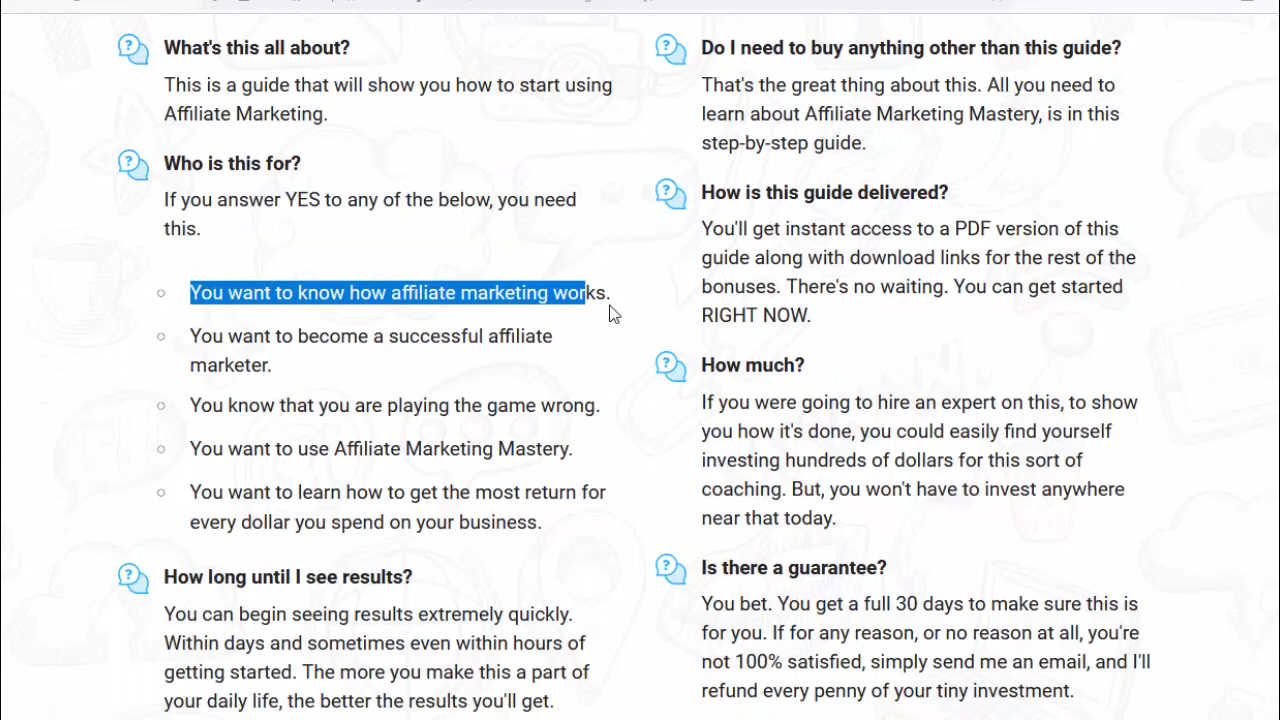 What's this all about?
This is a guide that will show you how to start using
Affiliate Marketing.
Who is this for?
If you answer YES to any of the below, you need
this.
You want to know how affiliate marketing works.
You want to become a successful affiliate
marketer.
You know that you are playing the game wrong.
You want to use Affiliate Marketing Mastery.
You want to learn how to get the most return for
every dollar you spend on your business.
How long until I see results?
You can begin seeing results extremely quickly.
Within days and sometimes even within hours of
getting started. The more you make this a part of
your daily life, the better the results you'll get.
Do I need to buy anything other than this guide?
That's the great thing about this. All you need to
learn about Affiliate Marketing Mastery, is in this
step-by-step guide.
How is this guide delivered?
You'll get instant access to a PDF version of this
guide along with download links for the rest of the
bonuses. There's no waiting. You can get started
RIGHT NOW.
How much?
If you were going to hire an expert on this, to show
you how it's done, you could easily find yourself
investing hundreds of dollars for this sort of
coaching. But, you won't have to invest anywhere
near that today.
Is there a guarantee?
You bet. You get a full 30 days to make sure this is
for you. If for any reason, or no reason at all, you're
not 100% satisfied, simply send me an email, and I'll
refund every penny of your tiny investment.